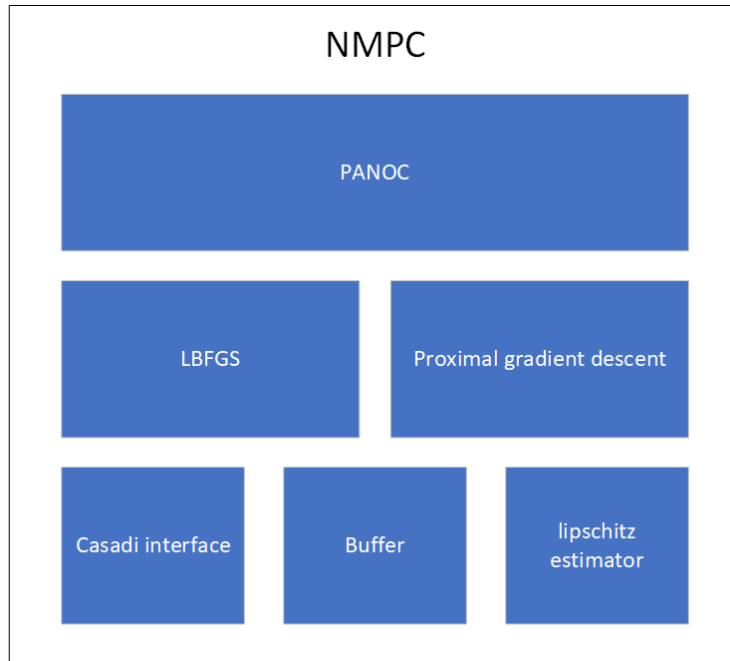 NMPC
PANOC
LBFGS
Proximal gradient descent
Casadi interface
Buffer
lipschitz
estimator